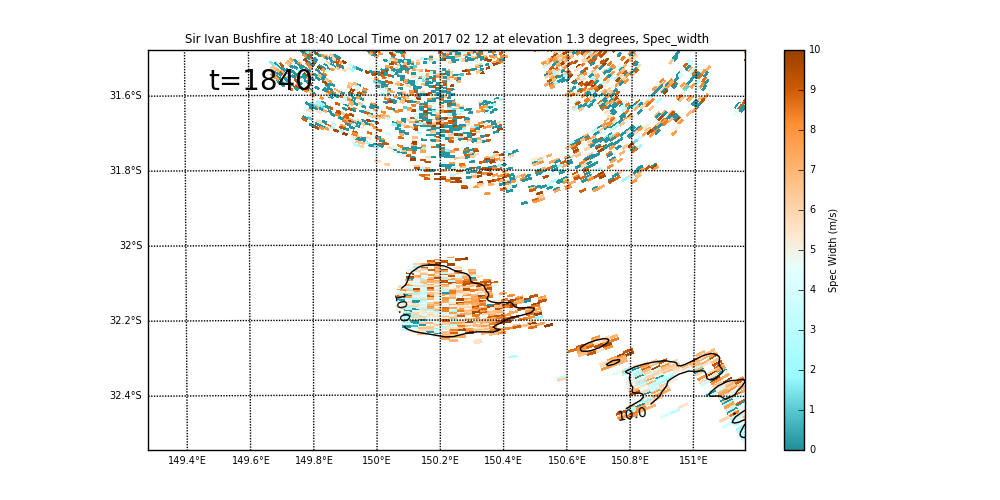 Sir Ivan Bushfire at 18:40 Local Time on 2017 02 12 at elevation 1.3 degrees, Spec_width
t=1840
31.6°S
31.8°S
32°S
32.2°S
32.4°S
149.4°E 149.6°E 149.8°E 150°E 150.2°E 150.4°E 150.6°E 150.8°E 151°E
10.0
10
9
8
7
6
5
4
3
2
1
0
Spec Width (m/s)